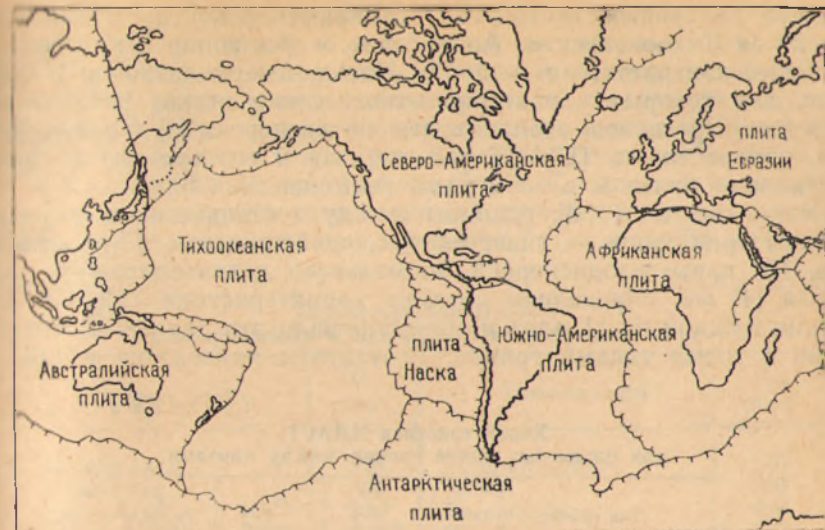 плита
Евразии
Северо-Американская
плита
Тихоокеанская
плита
Африканская
плита
плита
Наска
Южно-Американская
плита
Австралийская
плита
Антарктическая
плита